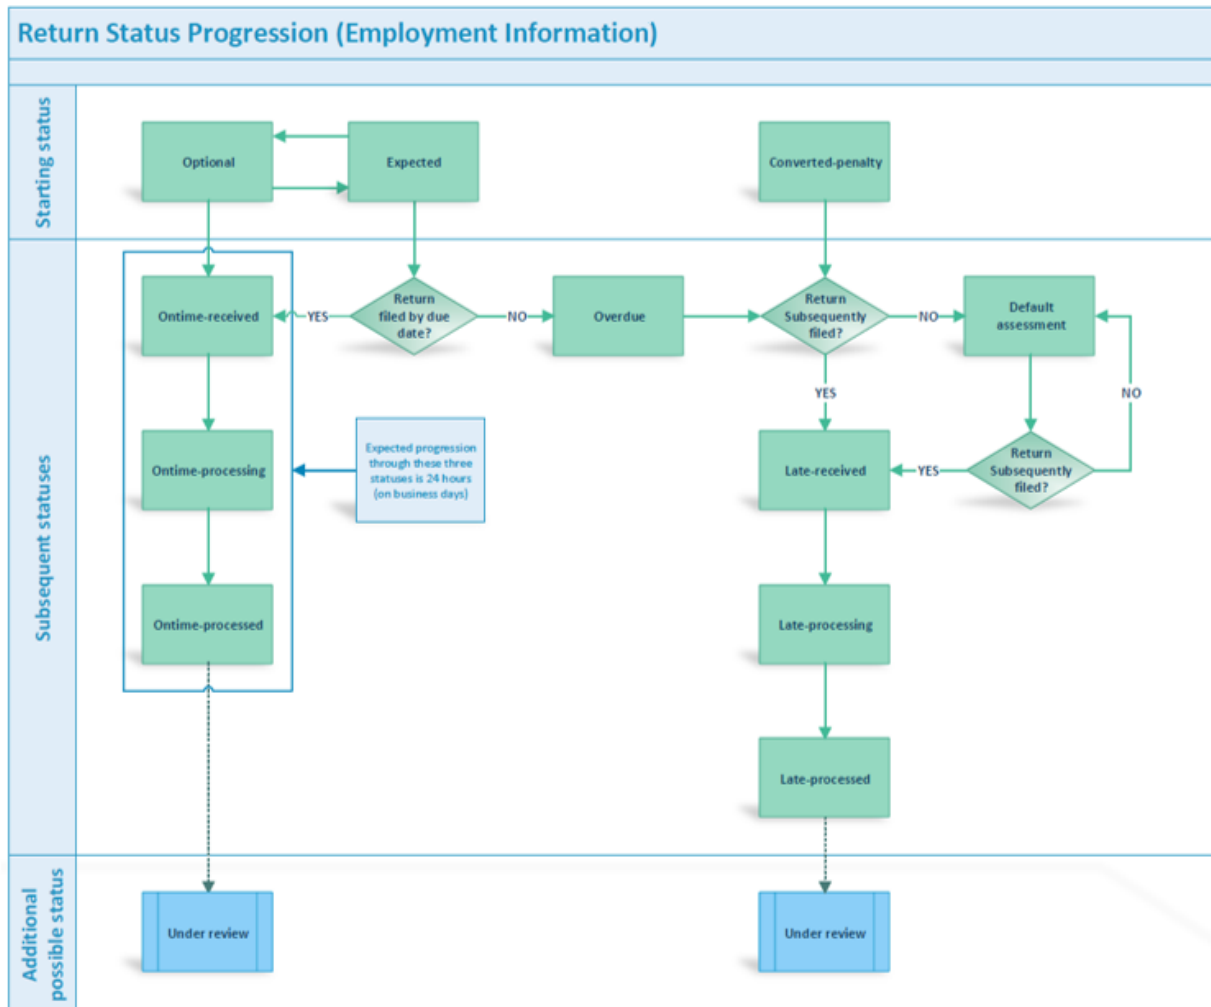 Return Status Progression (Employment Information)
Starting status
Optional
Expected
Converted-penalty
Subsequent statuses
Ontime-received
YES
Return
filed by due
date?
NO
Overdue
Return
Subsequently
filed?
NO
Default
assessment
YES
NO
Ontime-processing
Expected progression
through these three
statuses is 24 hours
(on business days)
Late-received
YES
Return
Subsequently
filed?
Ontime-processed
Late-processing
Late-processed
Additional
possible status
Under review
Under review